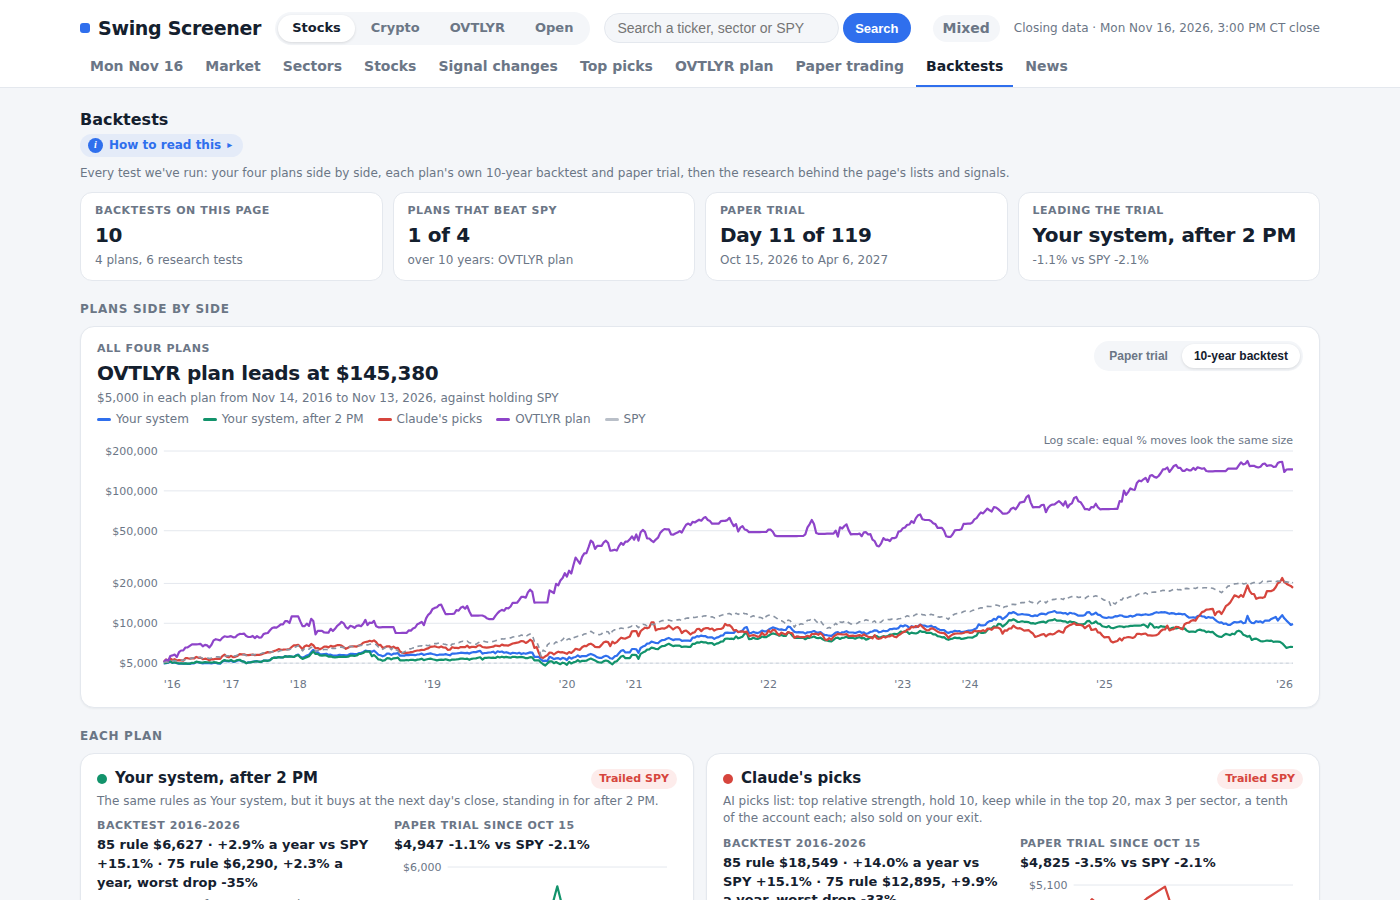 Swing Screener
Stocks Crypto OVTLYR Open
Search a ticker, sector or SPY
Search
Mixed
Closing data · Mon Nov 16, 2026, 3:00 PM CT close
Mon Nov 16 Market Sectors Stocks Signal changes Top picks OVTLYR plan Paper trading Backtests News
Backtests
i How to read this ▸
Every test we've run: your four plans side by side, each plan's own 10-year backtest and paper trial, then the research behind the page's lists and signals.
BACKTESTS ON THIS PAGE
10
4 plans, 6 research tests
PLANS THAT BEAT SPY
1 of 4
over 10 years: OVTLYR plan
PAPER TRIAL
Day 11 of 119
Oct 15, 2026 to Apr 6, 2027
LEADING THE TRIAL
Your system, after 2 PM
-1.1% vs SPY -2.1%
PLANS SIDE BY SIDE
ALL FOUR PLANS
Paper trial 10-year backtest
OVTLYR plan leads at $145,380
$5,000 in each plan from Nov 14, 2016 to Nov 13, 2026, against holding SPY
Your system Your system, after 2 PM Claude's picks OVTLYR plan SPY
Log scale: equal % moves look the same size
$200,000
$100,000
$50,000
$20,000
$10,000
$5,000
'16 '17 '18 '19 '20 '21 '22 '23 '24 '25 '26
EACH PLAN
Your system, after 2 PM
Trailed SPY
The same rules as Your system, but it buys at the next day's close, standing in for after 2 PM.
BACKTEST 2016-2026
85 rule $6,627 · +2.9% a year vs SPY
+15.1% · 75 rule $6,290, +2.3% a
year, worst drop -35%
PAPER TRIAL SINCE OCT 15
$4,947 -1.1% vs SPY -2.1%
$6,000
Claude's picks
Trailed SPY
AI picks list: top relative strength, hold 10, keep while in the top 20, max 3 per sector, a tenth
of the account each; also sold on your exit.
BACKTEST 2016-2026
85 rule $18,549 · +14.0% a year vs
SPY +15.1% · 75 rule $12,895, +9.9%
a year, worst drop -33%
PAPER TRIAL SINCE OCT 15
$4,825 -3.5% vs SPY -2.1%
$5,100